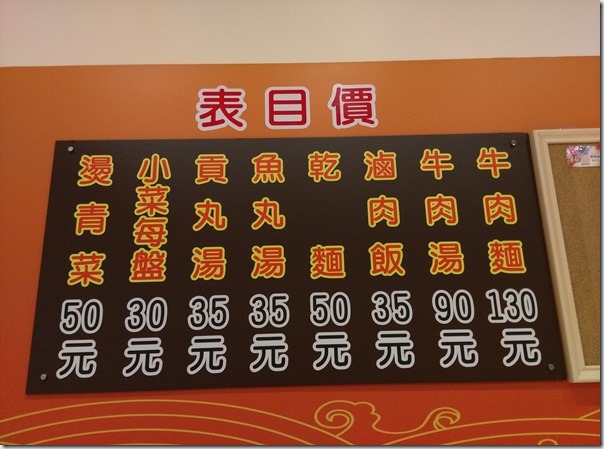 價目表
牛肉麵130元
牛肉湯90元
滷肉飯35元
乾麵50元
魚丸湯35元
貢丸湯35元
小菜每盤30元
燙青菜50元